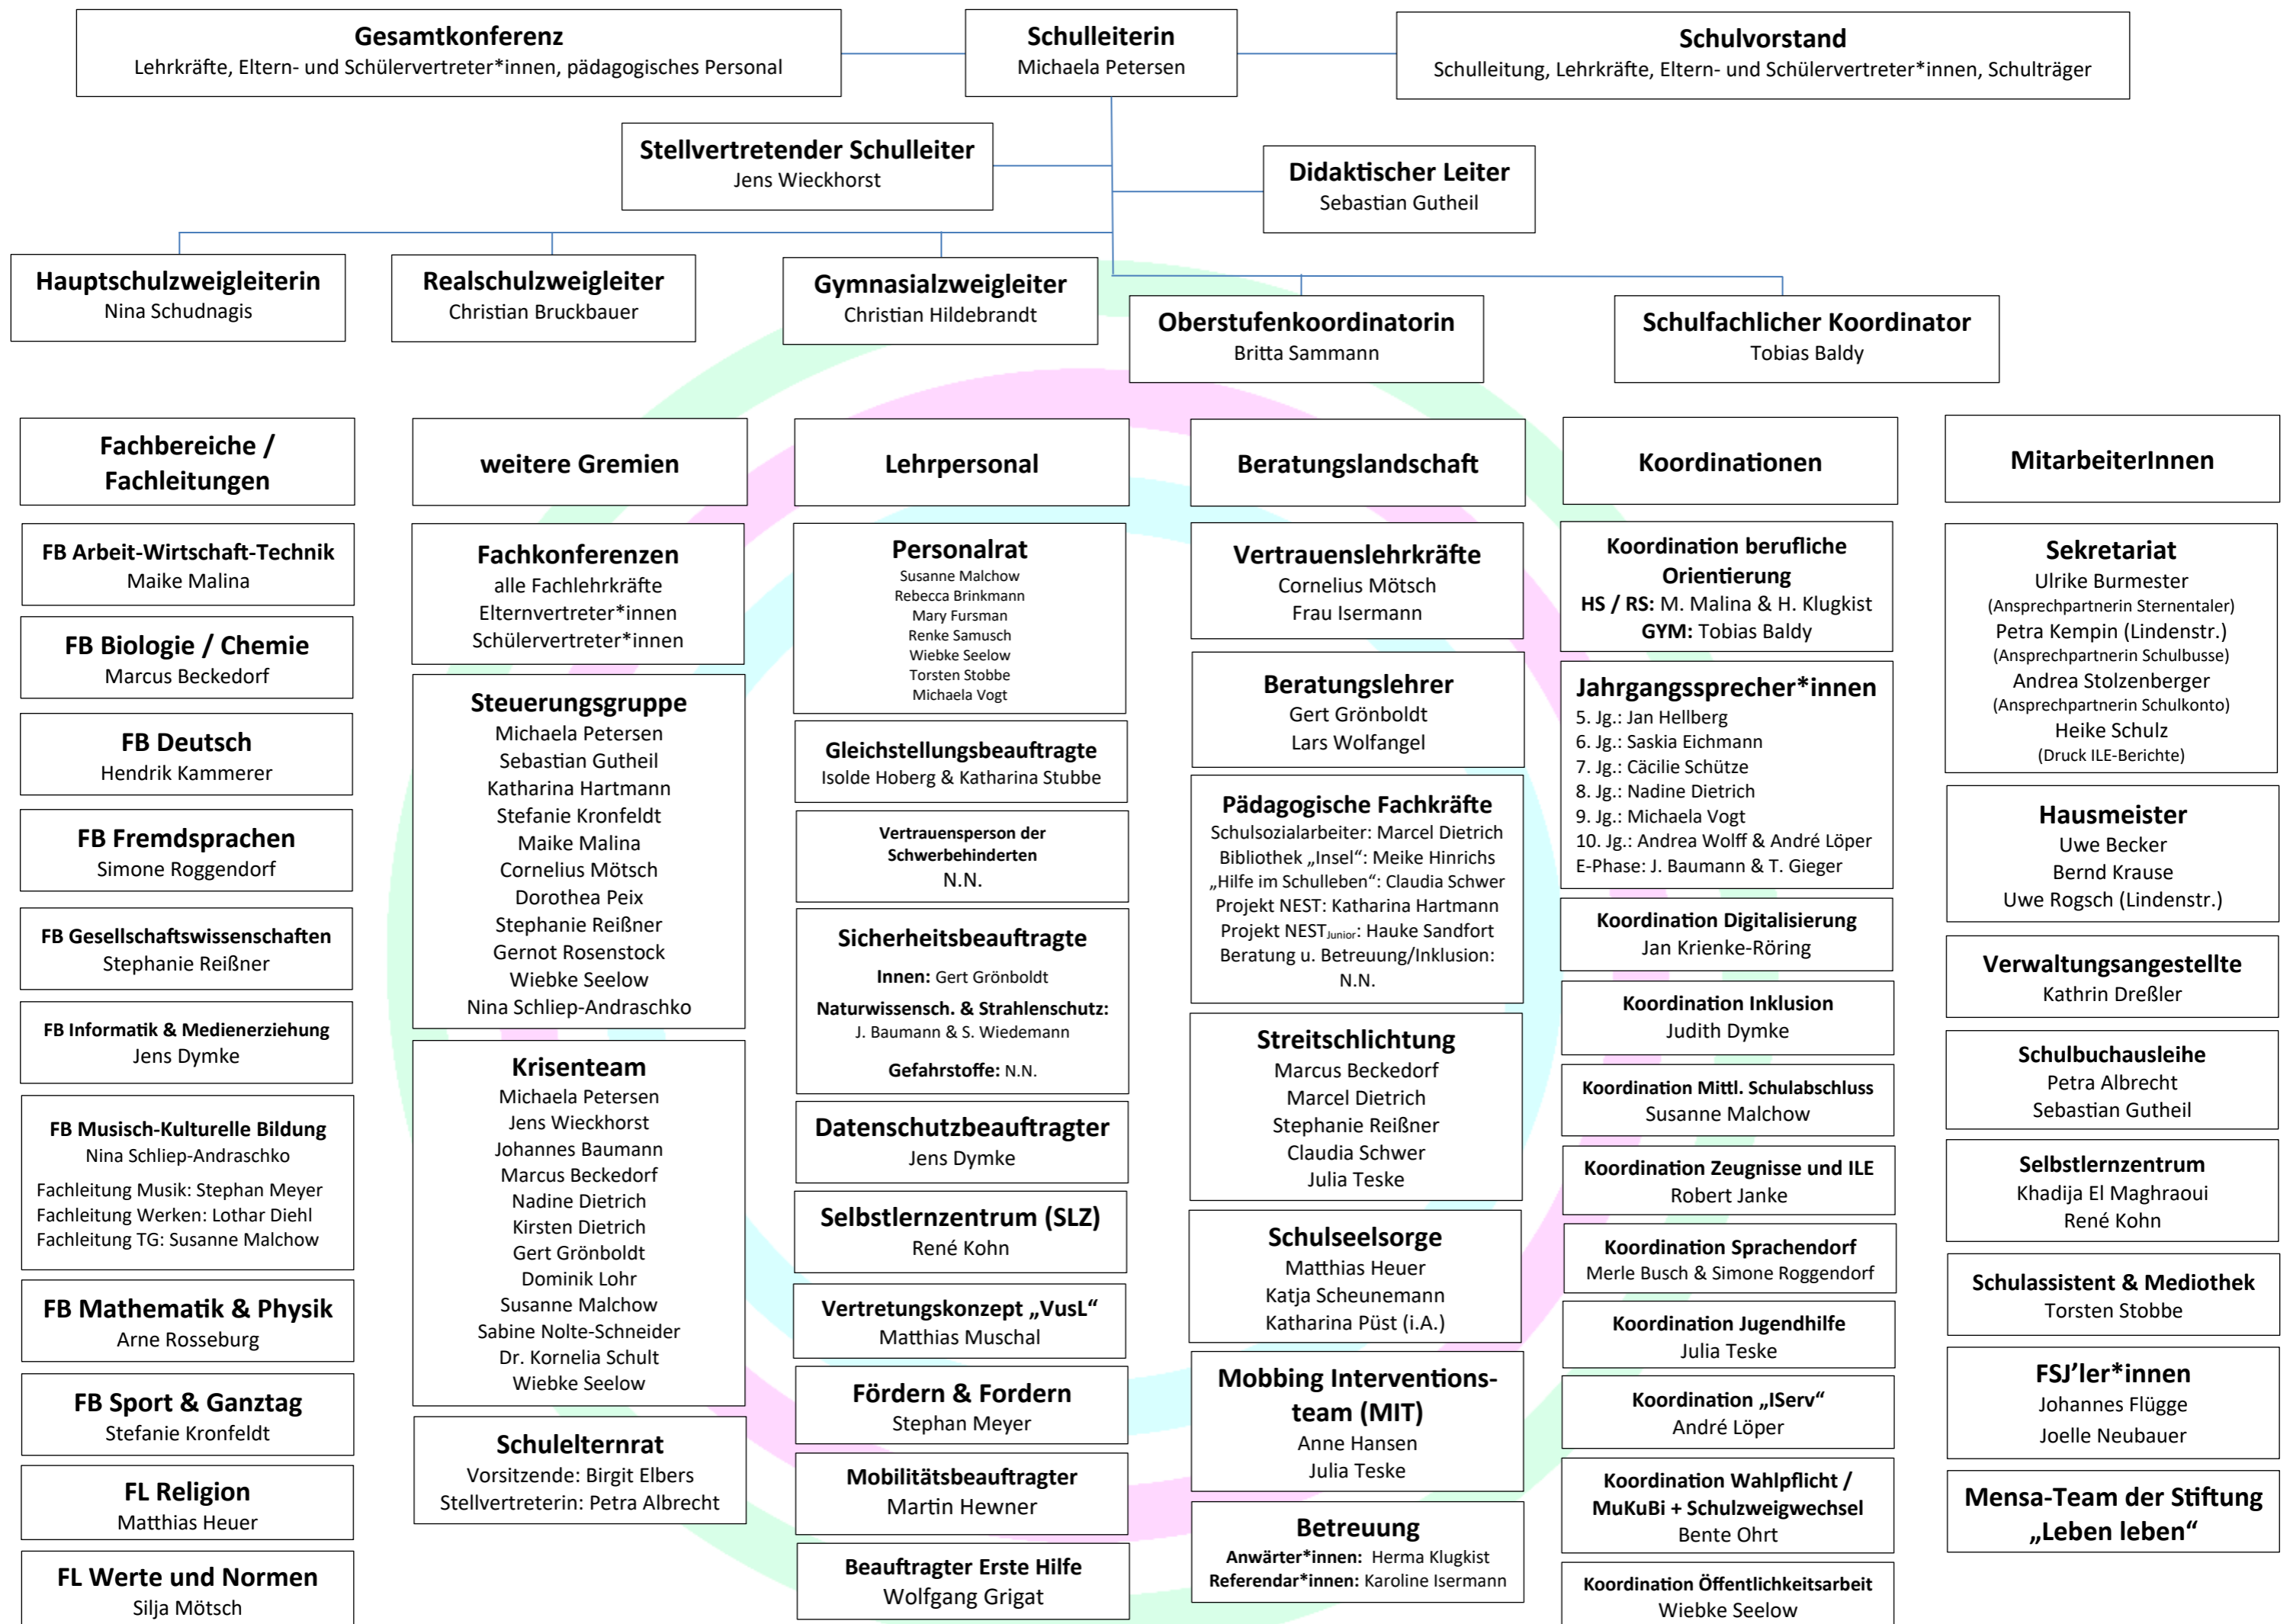 Gesamtkonferenz
Lehrkräfte, Eltern- und Schülervertreter*innen, pädagogisches Personal
Schulleiterin
Michaela Petersen
Schulvorstand
Schulleitung, Lehrkräfte, Eltern- und Schülervertreter*innen, Schulträger
Stellvertretender Schulleiter
Jens Wieckhorst
Didaktischer Leiter
Sebastian Gutheil
Hauptschulzweigleiterin
Nina Schudnagis
Realschulzweigleiter
Christian Bruckbauer
Gymnasialzweigleiter
Christian Hildebrandt
Oberstufenkoordinatorin
Britta Sammann
Schulfachlicher Koordinator
Tobias Baldy
Fachbereiche /
Fachleitungen
FB Arbeit-Wirtschaft-Technik
Maike Malina
FB Biologie / Chemie
Marcus Beckedorf
FB Deutsch
Hendrik Kammerer
FB Fremdsprachen
Simone Roggendorf
FB Gesellschaftswissenschaften
Stephanie Reißner
FB Informatik & Medienerziehung
Jens Dymke
FB Musisch-Kulturelle Bildung
Nina Schliep-Andraschko
Fachleitung Musik: Stephan Meyer
Fachleitung Werken: Lothar Diehl
Fachleitung TG: Susanne Malchow
FB Mathematik & Physik
Arne Rosseburg
FB Sport & Ganztag
Stefanie Kronfeldt
FL Religion
Matthias Heuer
FL Werte und Normen
Silja Mötsch
weitere Gremien
Fachkonferenzen
alle Fachlehrkräfte
Elternvertreter*innen
Schülervertreter*innen
Steuerungsgruppe
Michaela Petersen
Sebastian Gutheil
Katharina Hartmann
Stefanie Kronfeldt
Maike Malina
Cornelius Mötsch
Dorothea Peix
Stephanie Reißner
Gernot Rosenstock
Wiebke Seelow
Nina Schliep-Andraschko
Krisenteam
Michaela Petersen
Jens Wieckhorst
Johannes Baumann
Marcus Beckedorf
Nadine Dietrich
Kirsten Dietrich
Gert Grönboldt
Dominik Lohr
Susanne Malchow
Sabine Nolte-Schneider
Dr. Kornelia Schult
Wiebke Seelow
Schulelternrat
Vorsitzende: Birgit Elbers
Stellvertreterin: Petra Albrecht
Lehrpersonal
Personalrat
Susanne Malchow
Rebecca Brinkmann
Mary Fursman
Renke Samusch
Wiebke Seelow
Torsten Stobbe
Michaela Vogt
Gleichstellungsbeauftragte
Isolde Hoberg & Katharina Stubbe
Vertrauensperson der
Schwerbehinderten
N.N.
Sicherheitsbeauftragte
Innen: Gert Grönboldt
Naturwissensch. & Strahlenschutz:
J. Baumann & S. Wiedemann
Gefahrstoffe: N.N.
Datenschutzbeauftragter
Jens Dymke
Selbstlernzentrum (SLZ)
René Kohn
Vertretungskonzept „VusL“
Matthias Muschal
Fördern & Fordern
Stephan Meyer
Mobilitätsbeauftragter
Martin Hewner
Beauftragter Erste Hilfe
Wolfgang Grigat
Beratungslandschaft
Vertrauenslehrkräfte
Cornelius Mötsch
Frau Isermann
Beratungslehrer
Gert Grönboldt
Lars Wolfangel
Pädagogische Fachkräfte
Schulsozialarbeiter: Marcel Dietrich
Bibliothek „Insel“: Meike Hinrichs
„Hilfe im Schulleben“: Claudia Schwer
Projekt NEST: Katharina Hartmann
Projekt NESTJunior: Hauke Sandfort
Beratung u. Betreuung/Inklusion:
N.N.
Streitschlichtung
Marcus Beckedorf
Marcel Dietrich
Stephanie Reißner
Claudia Schwer
Julia Teske
Schulseelsorge
Matthias Heuer
Katja Scheunemann
Katharina Püst (i.A.)
Mobbing Interventions-
team (MIT)
Anne Hansen
Julia Teske
Betreuung
Anwärter*innen: Herma Klugkist
Referendar*innen: Karoline Isermann
Koordinationen
Koordination berufliche
Orientierung
HS / RS: M. Malina & H. Klugkist
GYM: Tobias Baldy
Jahrgangssprecher*innen
5. Jg.: Jan Hellberg
6. Jg.: Saskia Eichmann
7. Jg.: Cäcilie Schütze
8. Jg.: Nadine Dietrich
9. Jg.: Michaela Vogt
10. Jg.: Andrea Wolff & André Löper
E-Phase: J. Baumann & T. Gieger
Koordination Digitalisierung
Jan Krienke-Röring
Koordination Inklusion
Judith Dymke
Koordination Mittl. Schulabschluss
Susanne Malchow
Koordination Zeugnisse und ILE
Robert Janke
Koordination Sprachendorf
Merle Busch & Simone Roggendorf
Koordination Jugendhilfe
Julia Teske
Koordination „IServ“
André Löper
Koordination Wahlpflicht /
MuKuBi + Schulzweigwechsel
Bente Ohrt
Koordination Öffentlichkeitsarbeit
Wiebke Seelow
MitarbeiterInnen
Sekretariat
Ulrike Burmester
(Ansprechpartnerin Sternentaler)
Petra Kempin (Lindenstr.)
(Ansprechpartnerin Schulbusse)
Andrea Stolzenberger
(Ansprechpartnerin Schulkonto)
Heike Schulz
(Druck ILE-Berichte)
Hausmeister
Uwe Becker
Bernd Krause
Uwe Rogsch (Lindenstr.)
Verwaltungsangestellte
Kathrin Dreßler
Schulbuchausleihe
Petra Albrecht
Sebastian Gutheil
Selbstlernzentrum
Khadija El Maghraoui
René Kohn
Schulassistent & Mediothek
Torsten Stobbe
FSJ’ler*innen
Johannes Flügge
Joelle Neubauer
Mensa-Team der Stiftung
„Leben leben“